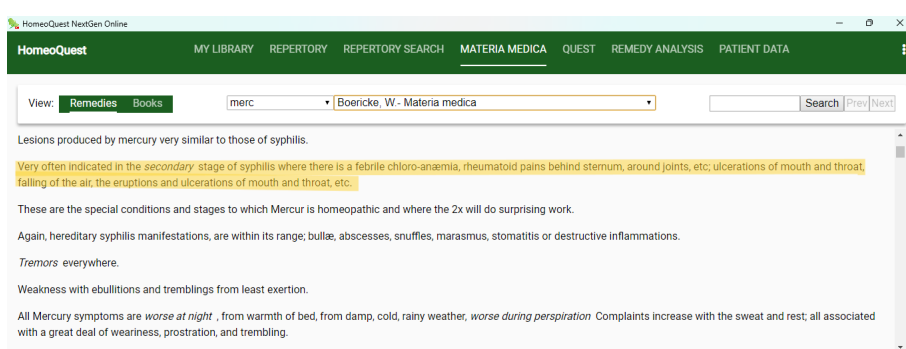 HomeoQuest NextGen Online
HomeoQuest MY LIBRARY REPERTORY REPERTORY SEARCH MATERIA MEDICA QUEST REMEDY ANALYSIS PATIENT DATA
View: Remedies Books merc Boericke, W.- Materia medica Search Prev Next
Lesions produced by mercury very similar to those of syphilis.
Very often indicated in the secondary stage of syphilis where there is a febrile chloro-anæmia, rheumatoid pains behind sternum, around joints, etc; ulcerations of mouth and throat,
falling of the air, the eruptions and ulcerations of mouth and throat, etc.
These are the special conditions and stages to which Mercur is homeopathic and where the 2x will do surprising work.
Again, hereditary syphilis manifestations, are within its range; bullæ, abscesses, snuffles, marasmus, stomatitis or destructive inflammations.
Tremors everywhere.
Weakness with ebullitions and tremblings from least exertion.
All Mercury symptoms are worse at night , from warmth of bed, from damp, cold, rainy weather, worse during perspiration Complaints increase with the sweat and rest; all associated
with a great deal of weariness, prostration, and trembling.